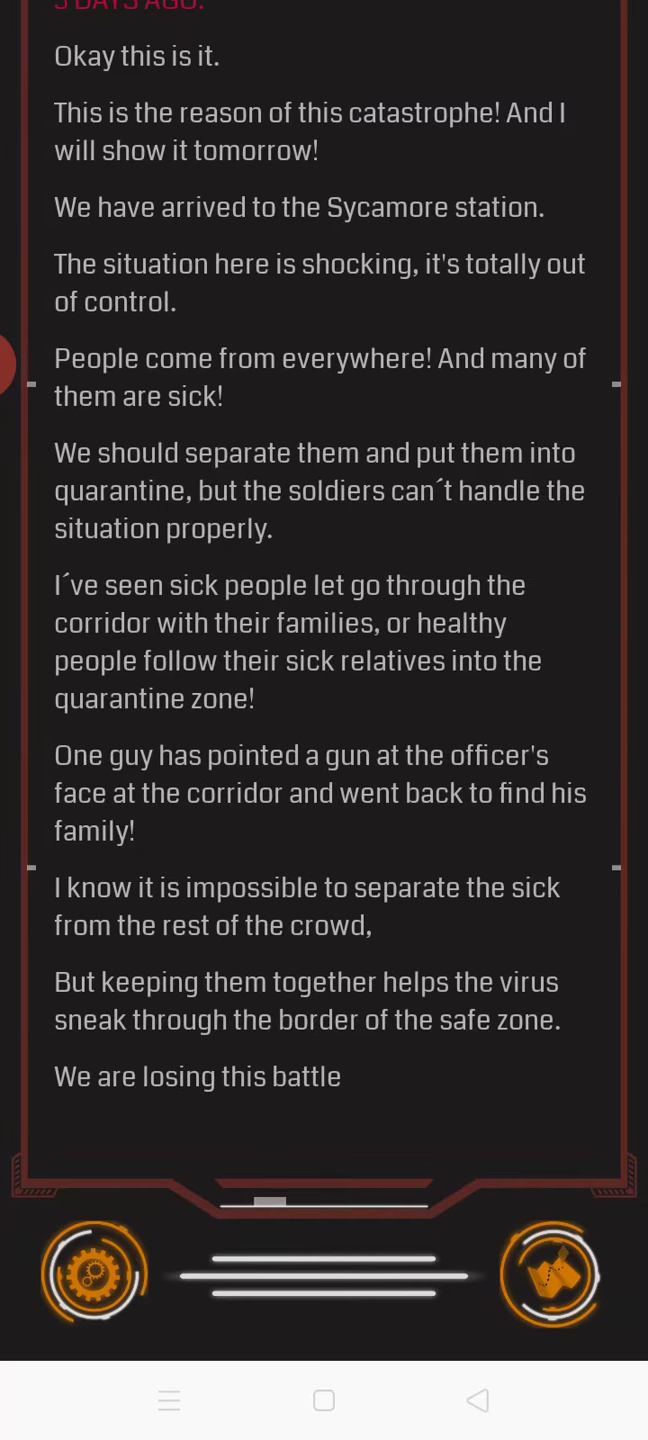 5 DAYS AGO:
Okay this is it.
This is the reason of this catastrophe! And I
will show it tomorrow!
We have arrived to the Sycamore station.
The situation here is shocking, it's totally out
of control.
People come from everywhere! And many of
them are sick!
We should separate them and put them into
quarantine, but the soldiers can´t handle the
situation properly.
I´ve seen sick people let go through the
corridor with their families, or healthy
people follow their sick relatives into the
quarantine zone!
One guy has pointed a gun at the officer's
face at the corridor and went back to find his
family!
I know it is impossible to separate the sick
from the rest of the crowd,
But keeping them together helps the virus
sneak through the border of the safe zone.
We are losing this battle